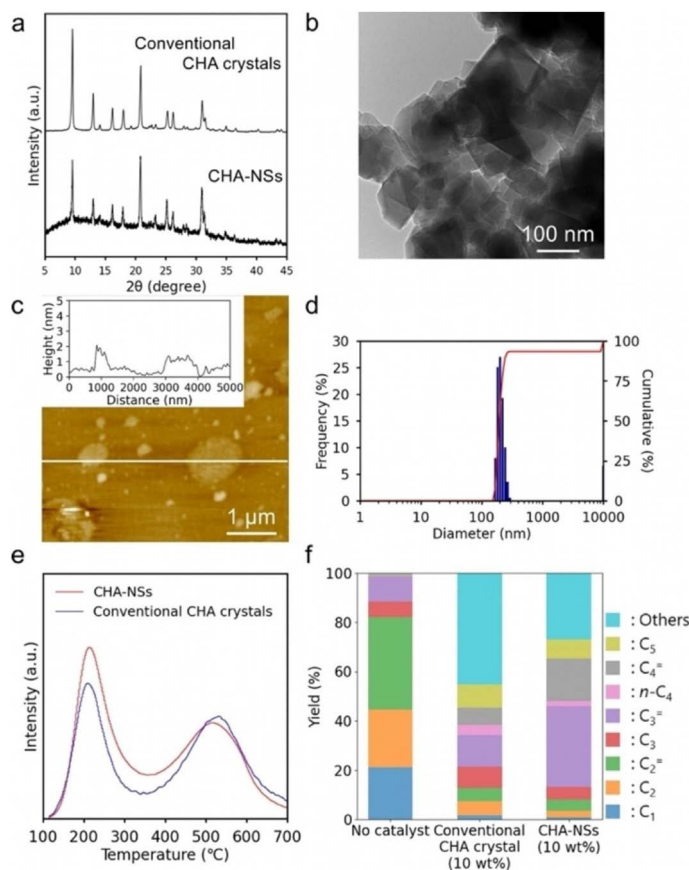 a
Conventional
CHA crystals
CHA-NSs
Intensity (a.u.)
5 10 15 20 25 30 35 40 45
2θ (degree)
b
100 nm
c
5
4
3
2
1
0
Height (nm)
0 1000 2000 3000 4000 5000
Distance (nm)
1 μm
d
30
25
20
15
10
5
0
Frequency (%)
100
75
50
25
0
Cumulative (%)
1 10 100 1000 10000
Diameter (nm)
e
CHA-NSs
Conventional CHA crystals
Intensity (a.u.)
100 200 300 400 500 600 700
Temperature (℃)
f
100
80
60
40
20
0
Yield (%)
No catalyst
Conventional
CHA crystal
(10 wt%)
CHA-NSs
(10 wt%)
: Others
: C₅
: C₄⁼
: n-C₄
: C₃⁼
: C₃
: C₂⁼
: C₂
: C₁